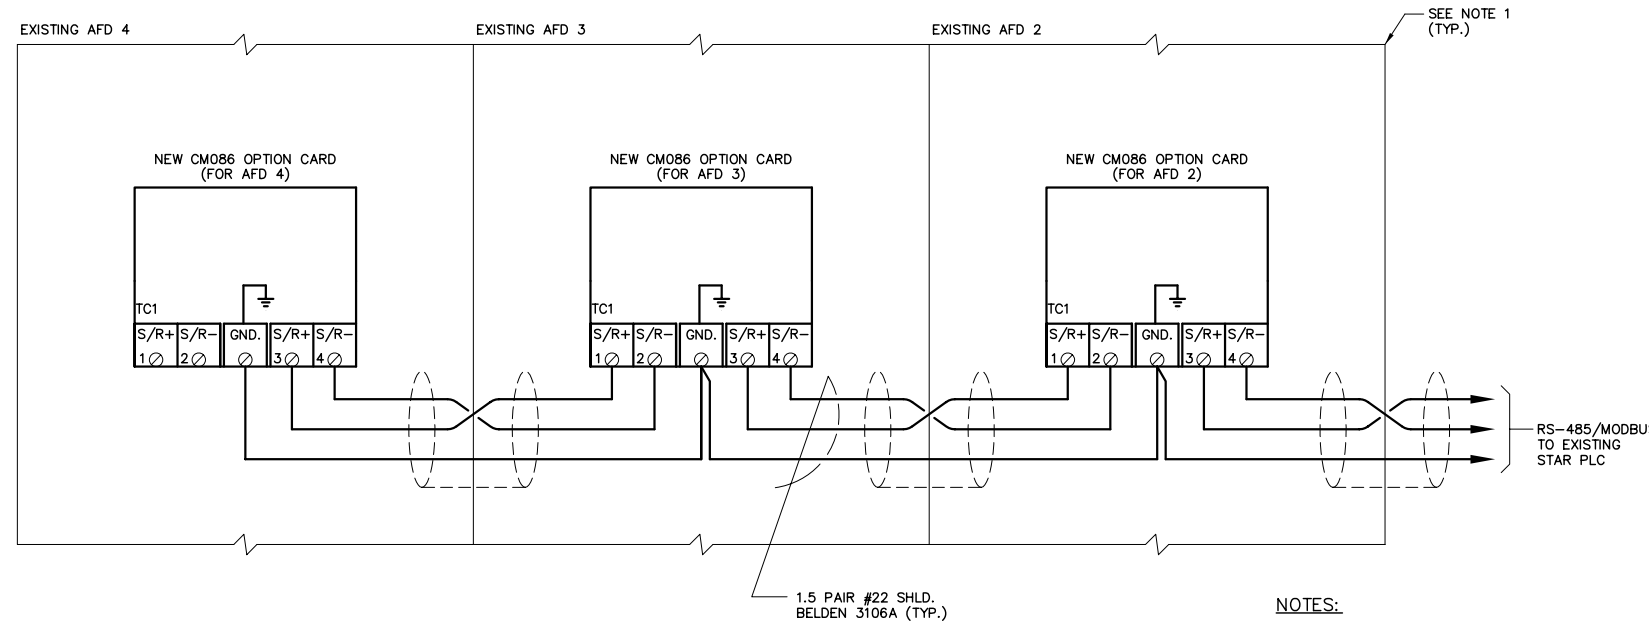 SEE NOTE 1
(TYP.)
EXISTING AFD 4
EXISTING AFD 3
EXISTING AFD 2
NEW CM086 OPTION CARD
(FOR AFD 4)
NEW CM086 OPTION CARD
(FOR AFD 3)
NEW CM086 OPTION CARD
(FOR AFD 2)
TC1
S/R+ S/R- GND. S/R+ S/R-
1 2 3 4
TC1
S/R+ S/R- GND. S/R+ S/R-
1 2 3 4
TC1
S/R+ S/R- GND. S/R+ S/R-
1 2 3 4
RS-485/MODBU
TO EXISTING
STAR PLC
1.5 PAIR #22 SHLD.
BELDEN 3106A (TYP.)
NOTES: